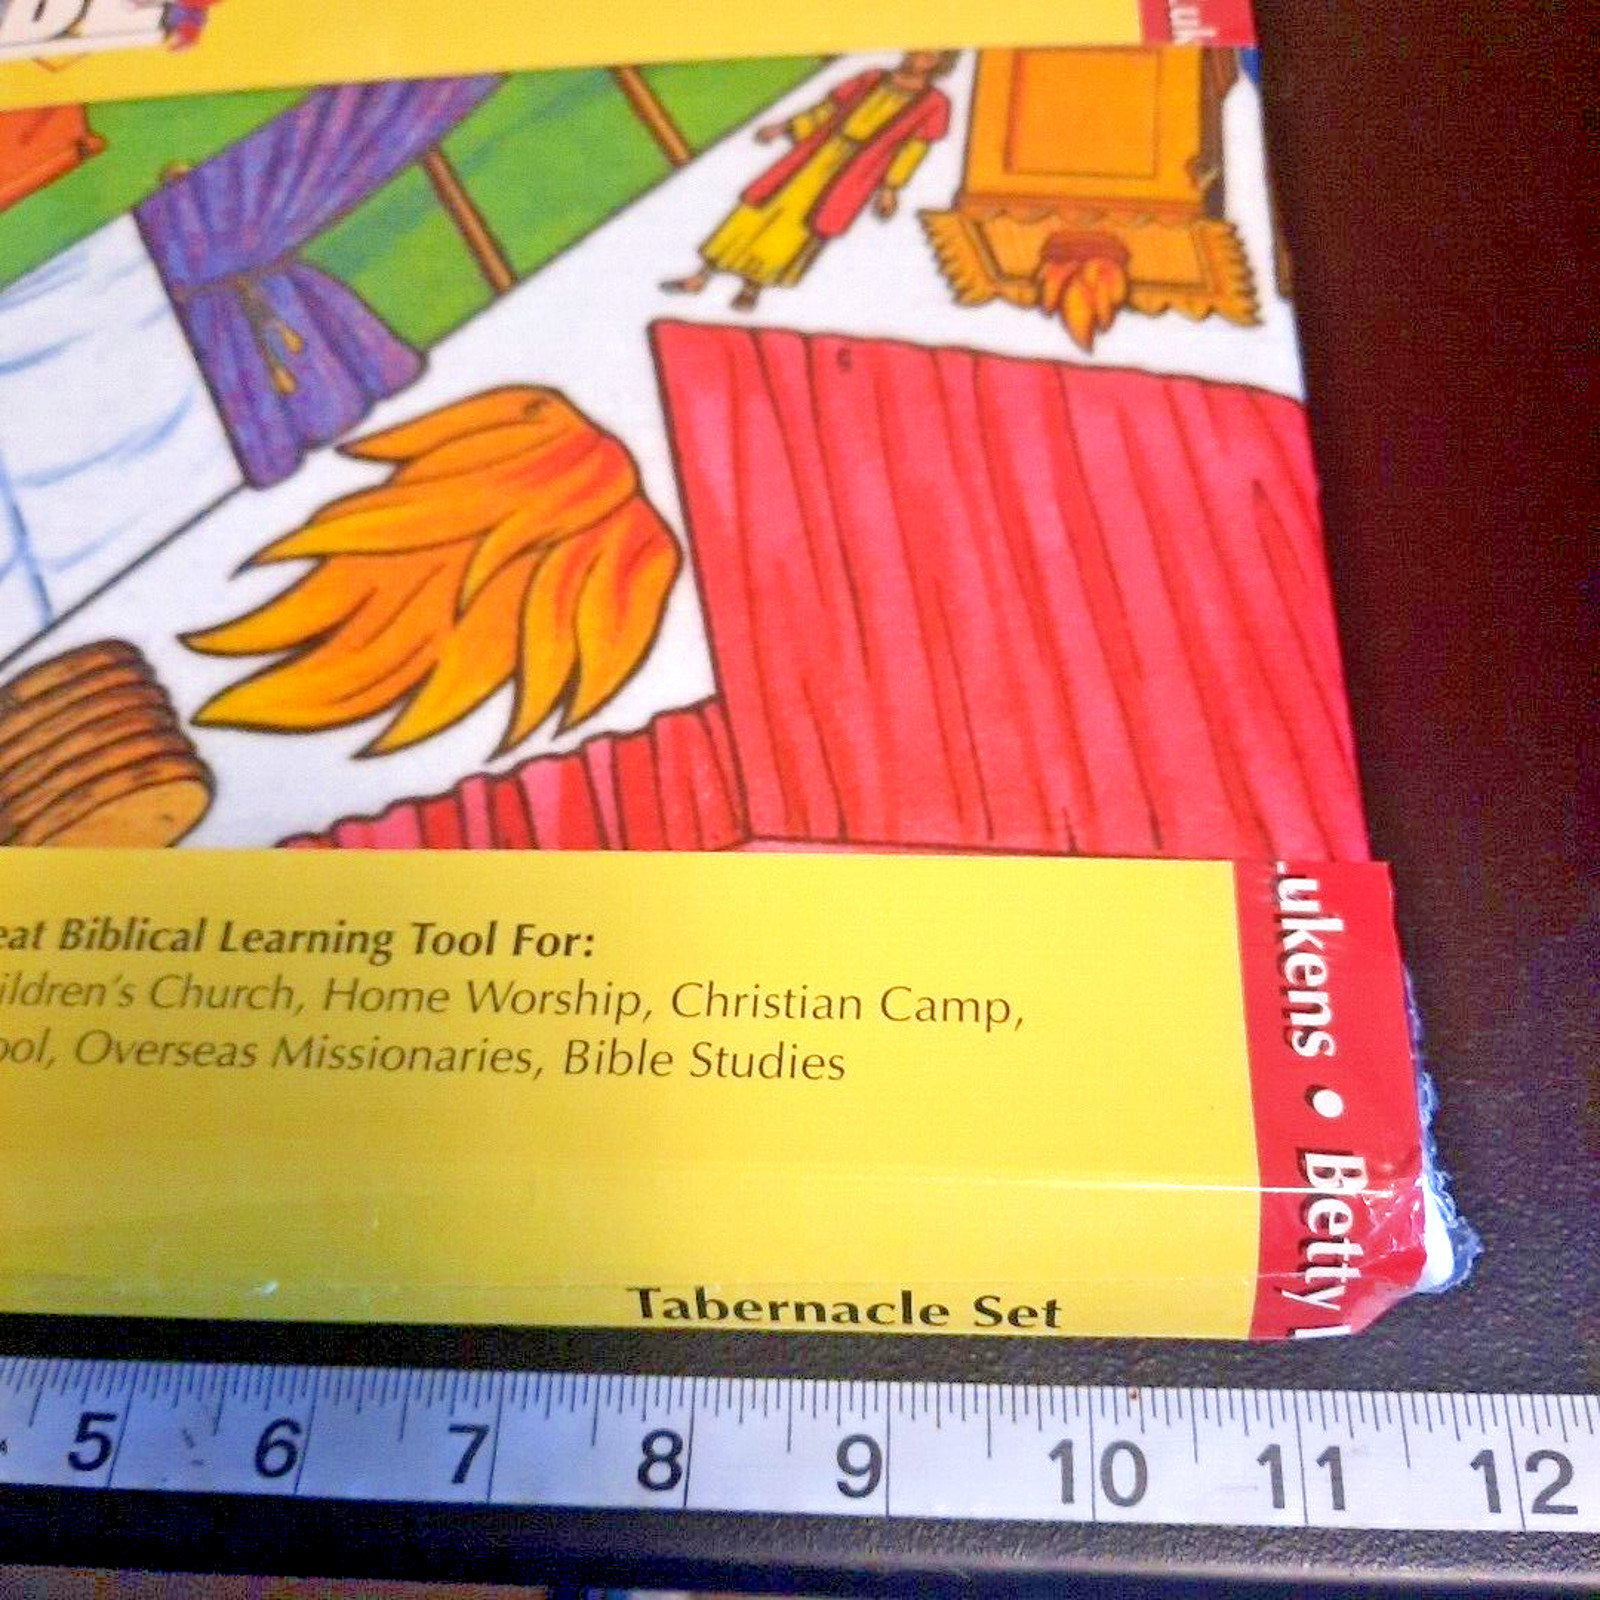 .uk
eat Biblical Learning Tool For:
ildren's Church, Home Worship, Christian Camp,
ool, Overseas Missionaries, Bible Studies
ukens • Betty
Tabernacle Set
5 6 7 8 9 10 11 12